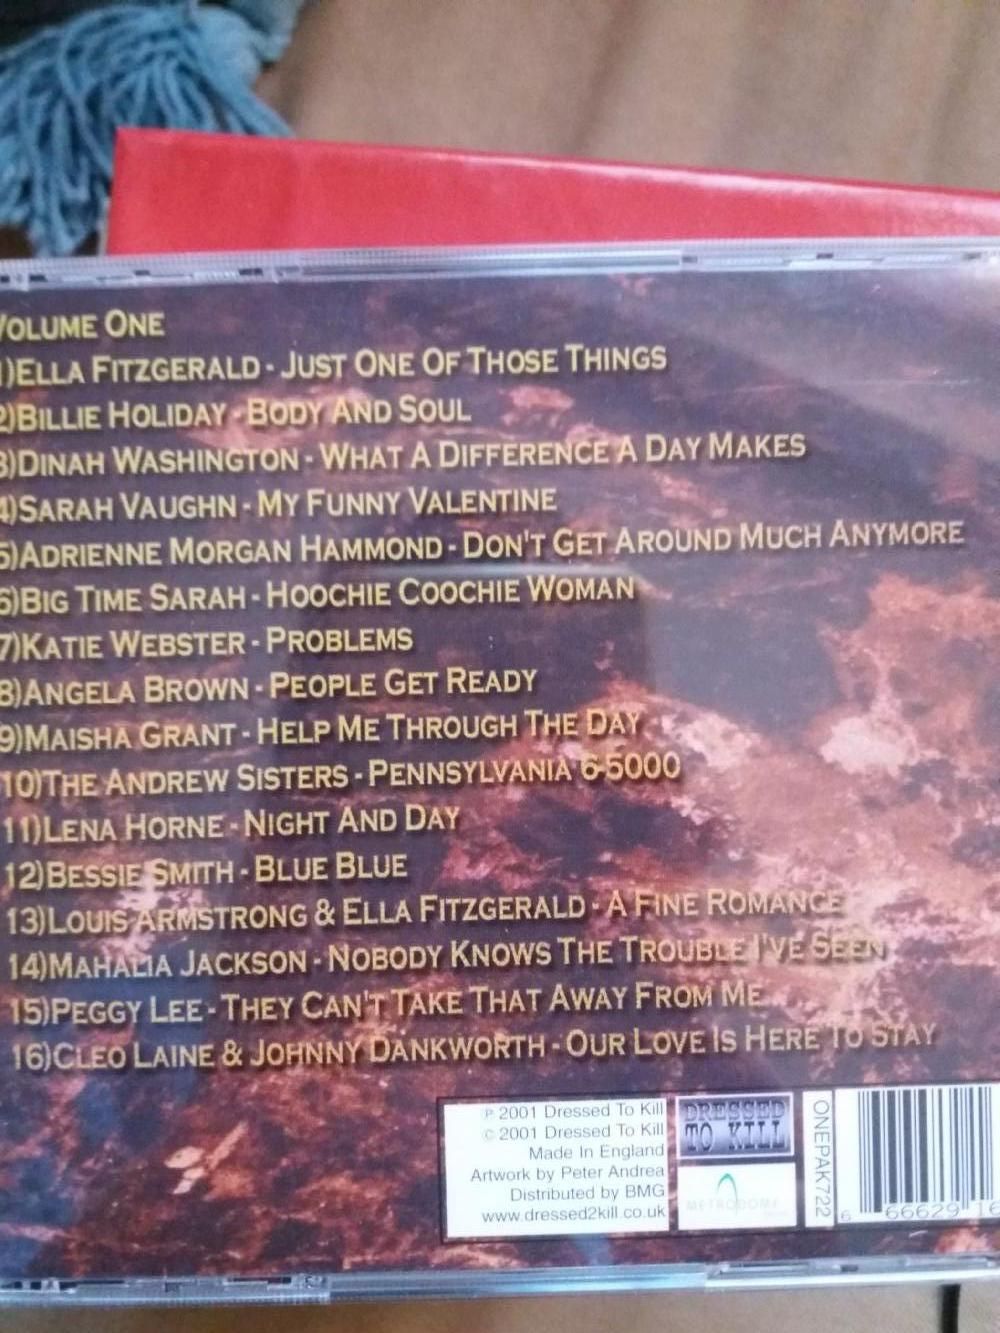 VOLUME ONE
1)ELLA FITZGERALD - JUST ONE OF THOSE THINGS
2)BILLIE HOLIDAY - BODY AND SOUL
3)DINAH WASHINGTON - WHAT A DIFFERENCE A DAY MAKES
4)SARAH VAUGHN - MY FUNNY VALENTINE
5)ADRIENNE MORGAN HAMMOND - DON'T GET AROUND MUCH ANYMORE
6)BIG TIME SARAH - HOOCHIE COOCHIE WOMAN
7)KATIE WEBSTER - PROBLEMS
8)ANGELA BROWN - PEOPLE GET READY
9)MAISHA GRANT - HELP ME THROUGH THE DAY
10)THE ANDREW SISTERS - PENNSYLVANIA 6-5000
11)LENA HORNE - NIGHT AND DAY
12)BESSIE SMITH - BLUE BLUE
13)LOUIS ARMSTRONG & ELLA FITZGERALD - A FINE ROMANCE
14)MAHALIA JACKSON - NOBODY KNOWS THE TROUBLE I'VE SEEN
15)PEGGY LEE - THEY CAN'T TAKE THAT AWAY FROM ME
16)CLEO LAINE & JOHNNY DANKWORTH - OUR LOVE IS HERE TO STAY
℗ 2001 Dressed To Kill
© 2001 Dressed To Kill
Made In England
Artwork by Peter Andrea
Distributed by BMG
www.dressed2kill.co.uk
DRESSED
TO KILL
METRODOME
ONEPAK722
6 66629 16